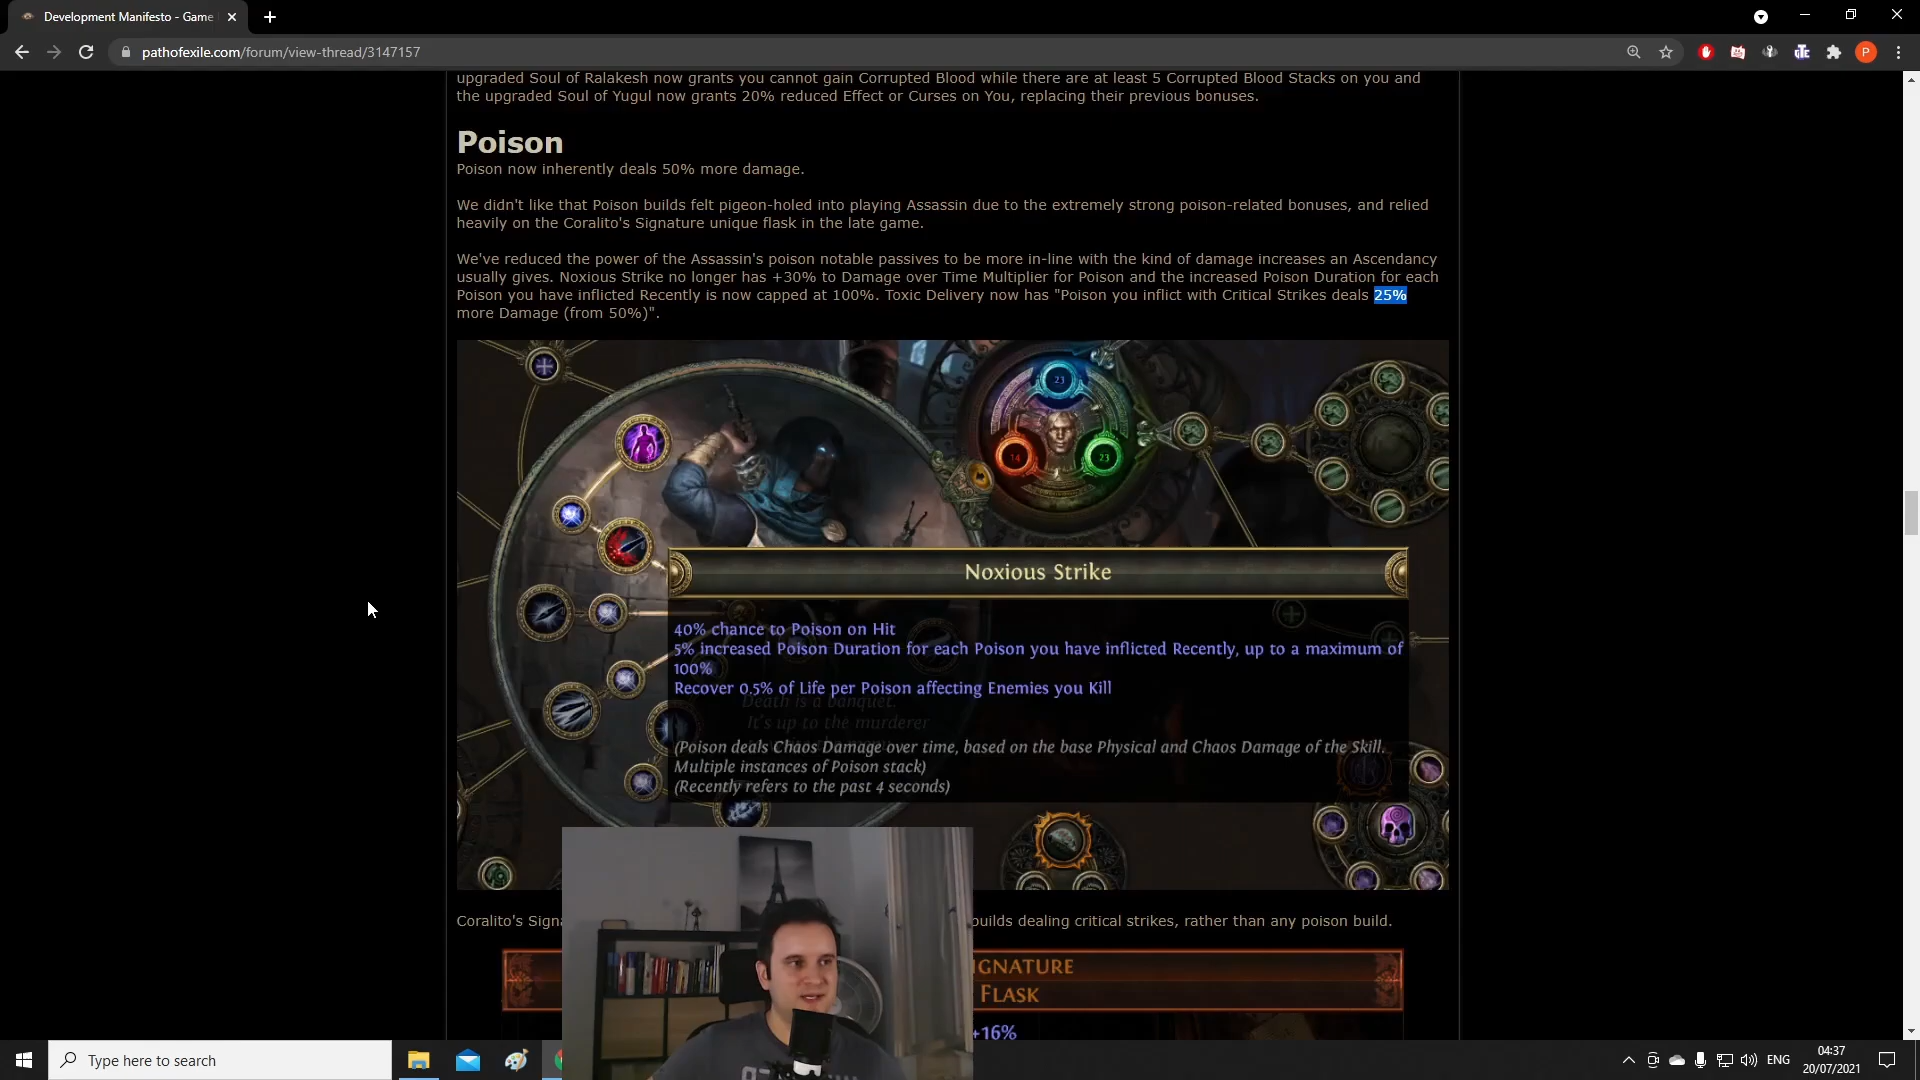 Development Manifesto - Game
pathofexile.com/forum/view-thread/3147157
P
upgraded Soul of Ralakesh now grants you cannot gain Corrupted Blood while there are at least 5 Corrupted Blood Stacks on you and
the upgraded Soul of Yugul now grants 20% reduced Effect or Curses on You, replacing their previous bonuses.
Poison
Poison now inherently deals 50% more damage.
We didn't like that Poison builds felt pigeon-holed into playing Assassin due to the extremely strong poison-related bonuses, and relied
heavily on the Coralito's Signature unique flask in the late game.
We've reduced the power of the Assassin's poison notable passives to be more in-line with the kind of damage increases an Ascendancy
usually gives. Noxious Strike no longer has +30% to Damage over Time Multiplier for Poison and the increased Poison Duration for each
Poison you have inflicted Recently is now capped at 100%. Toxic Delivery now has "Poison you inflict with Critical Strikes deals 25%
more Damage (from 50%)".
23
14
23
Noxious Strike
40% chance to Poison on Hit
5% increased Poison Duration for each Poison you have inflicted Recently, up to a maximum of
100%
Recover 0.5% of Life per Poison affecting Enemies you Kill
Death is a banquet.
It's up to the murderer
(Poison deals Chaos Damage over time, based on the base Physical and Chaos Damage of the Skill.
Multiple instances of Poison stack)
(Recently refers to the past 4 seconds)
Coralito's Sign builds dealing critical strikes, rather than any poison build.
IGNATURE
FLASK
+16%
Type here to search
ENG
04:37
20/07/2021